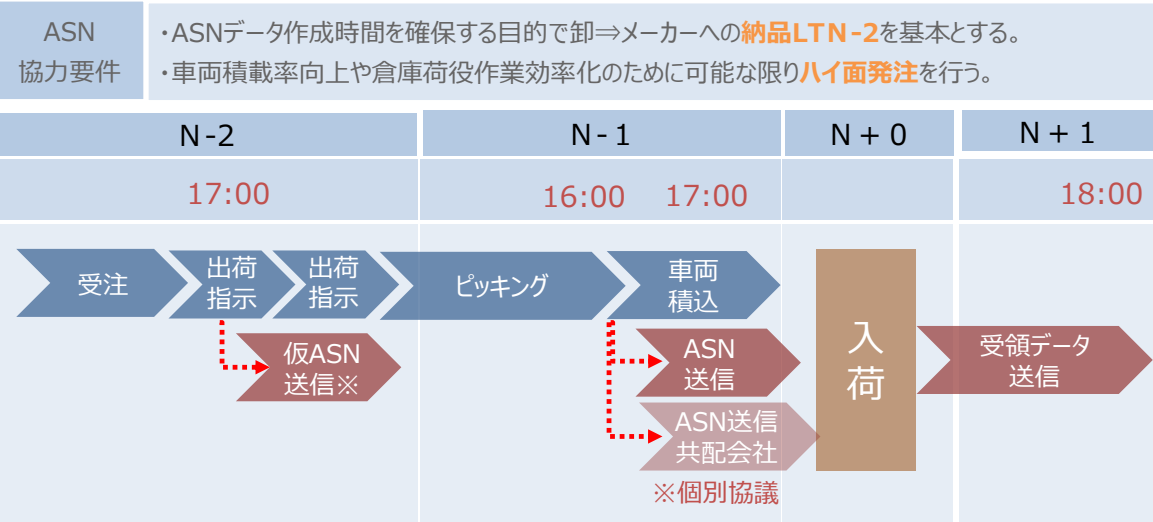 ASN
協力要件
・ASNデータ作成時間を確保する目的で卸⇒メーカーへの納品LTN-2を基本とする。
・車両積載率向上や倉庫荷役作業効率化のために可能な限りハイ面発注を行う。
N-2
N-1
N+0
N+1
17:00
16:00
17:00
18:00
受注
出荷
指示
出荷
指示
ピッキング
車両
積込
仮ASN
送信※
ASN
送信
ASN送信
共配会社
※個別協議
入
荷
受領データ
送信